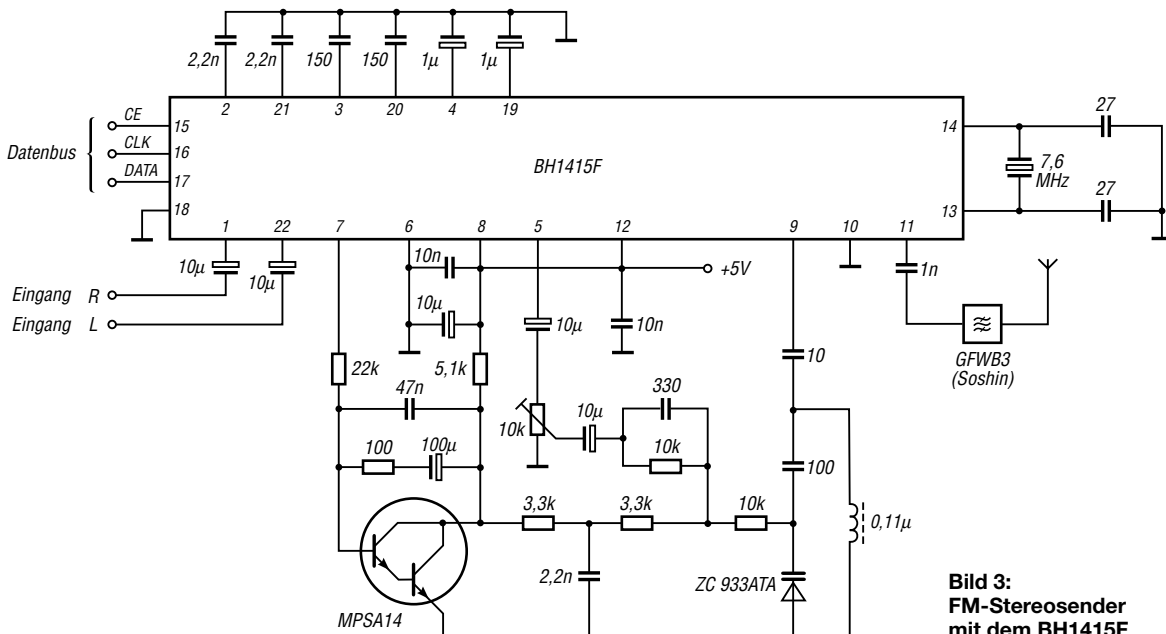 2,2n 2,2n 150 150 1µ 1µ
2 21 3 20 4 19
Datenbus
CE 15
CLK 16
DATA 17
18
BH1415F
14
13
27
7,6
MHz
27
1 22 7 6 8 5 12 9 10 11
10µ
10µ
Eingang R
Eingang L
10n
+5V
1n
10µ
10µ
10n
GFWB3
(Soshin)
22k
5,1k
10
47n
330
10k
10µ
100
100µ
10k
100
3,3k
3,3k
10k
0,11µ
2,2n
ZC 933ATA
MPSA14
Bild 3:
FM-Stereosender
mit dem BH1415F